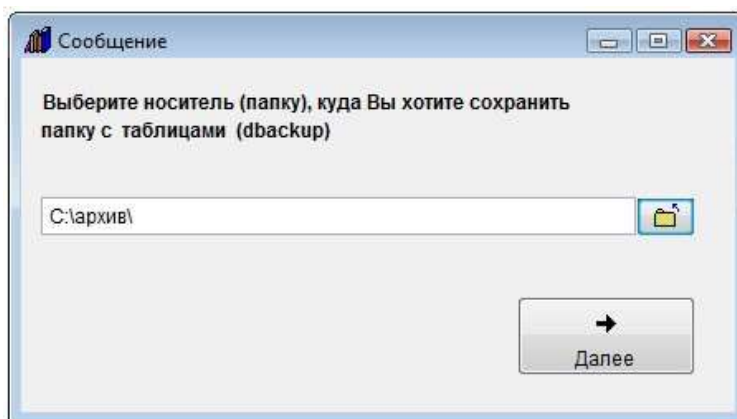 Сообщение
Выберите носитель (папку), куда Вы хотите сохранить
папку с таблицами (dbackup)
C:\архив\
Далее